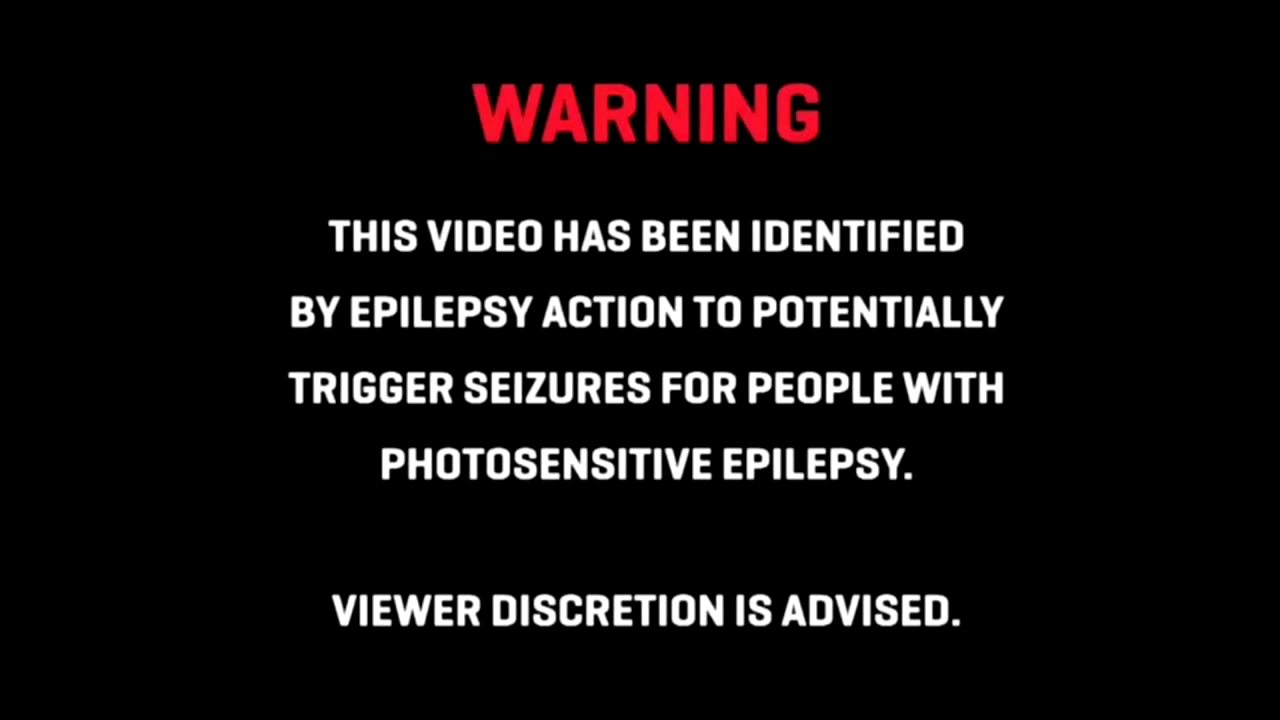 WARNING
THIS VIDEO HAS BEEN IDENTIFIED
BY EPILEPSY ACTION TO POTENTIALLY
TRIGGER SEIZURES FOR PEOPLE WITH
PHOTOSENSITIVE EPILEPSY.
VIEWER DISCRETION IS ADVISED.